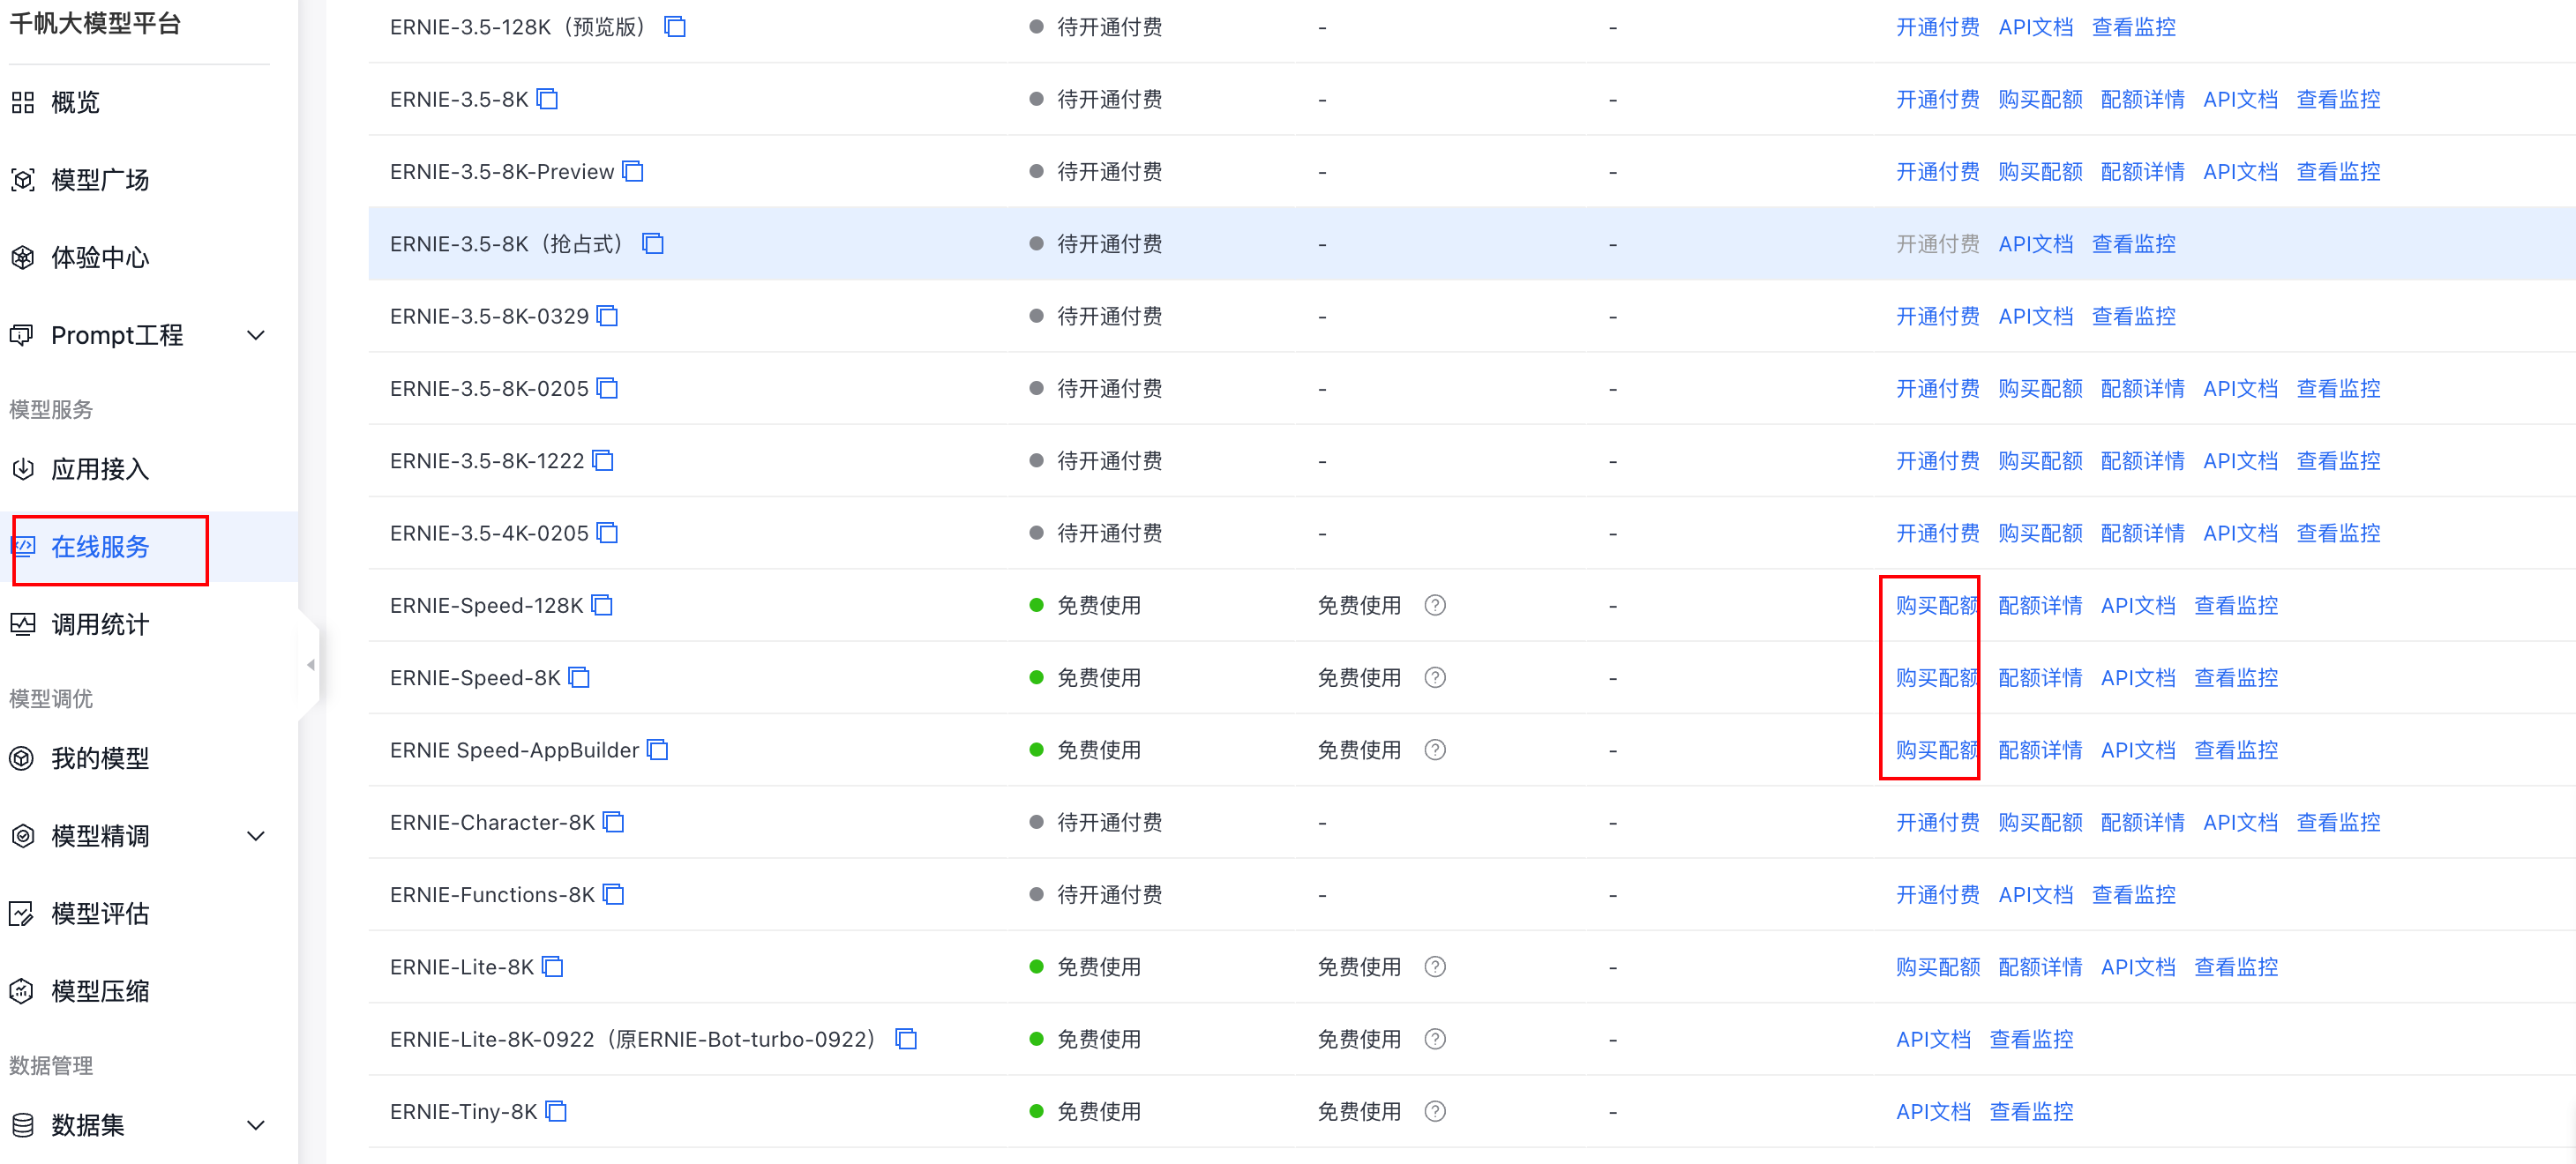 千帆大模型平台
概览
模型广场
体验中心
Prompt工程
模型服务
应用接入
在线服务
调用统计
模型调优
我的模型
模型精调
模型评估
模型压缩
数据管理
数据集
ERNIE-3.5-128K（预览版） 待开通付费 - - 开通付费 API文档 查看监控
ERNIE-3.5-8K 待开通付费 - - 开通付费 购买配额 配额详情 API文档 查看监控
ERNIE-3.5-8K-Preview 待开通付费 - - 开通付费 购买配额 配额详情 API文档 查看监控
ERNIE-3.5-8K（抢占式） 待开通付费 - - 开通付费 API文档 查看监控
ERNIE-3.5-8K-0329 待开通付费 - - 开通付费 API文档 查看监控
ERNIE-3.5-8K-0205 待开通付费 - - 开通付费 购买配额 配额详情 API文档 查看监控
ERNIE-3.5-8K-1222 待开通付费 - - 开通付费 购买配额 配额详情 API文档 查看监控
ERNIE-3.5-4K-0205 待开通付费 - - 开通付费 购买配额 配额详情 API文档 查看监控
ERNIE-Speed-128K 免费使用 免费使用 ? - 购买配额 配额详情 API文档 查看监控
ERNIE-Speed-8K 免费使用 免费使用 ? - 购买配额 配额详情 API文档 查看监控
ERNIE Speed-AppBuilder 免费使用 免费使用 ? - 购买配额 配额详情 API文档 查看监控
ERNIE-Character-8K 待开通付费 - - 开通付费 购买配额 配额详情 API文档 查看监控
ERNIE-Functions-8K 待开通付费 - - 开通付费 API文档 查看监控
ERNIE-Lite-8K 免费使用 免费使用 ? - 购买配额 配额详情 API文档 查看监控
ERNIE-Lite-8K-0922（原ERNIE-Bot-turbo-0922） 免费使用 免费使用 ? - API文档 查看监控
ERNIE-Tiny-8K 免费使用 免费使用 ? - API文档 查看监控